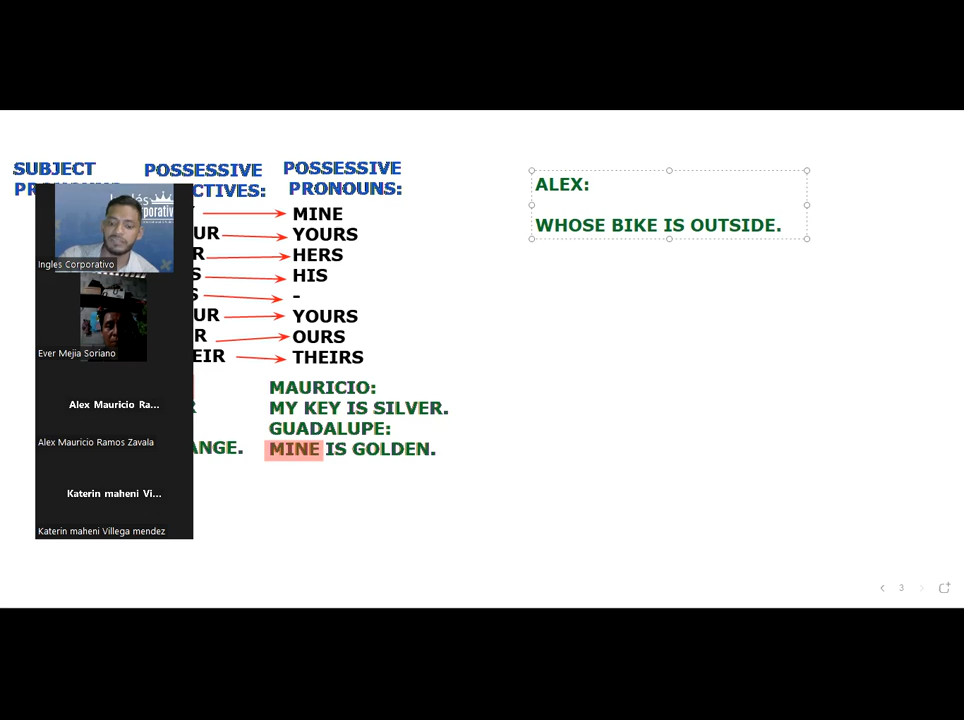 SUBJECT
POSSESSIVE
CTIVES:
POSSESSIVE
PRONOUNS:
MINE
UR YOURS
R HERS
S HIS
S -
UR YOURS
R OURS
EIR THEIRS
MAURICIO:
MY KEY IS SILVER.
GUADALUPE:
MINE IS GOLDEN.
ANGE.
ALEX:
WHOSE BIKE IS OUTSIDE.
Ingles Corporativo
Ever Mejia Soriano
Alex Mauricio Ra...
Alex Mauricio Ramos Zavala
Katerin maheni Vi...
Katerin maheni Villega mendez
3